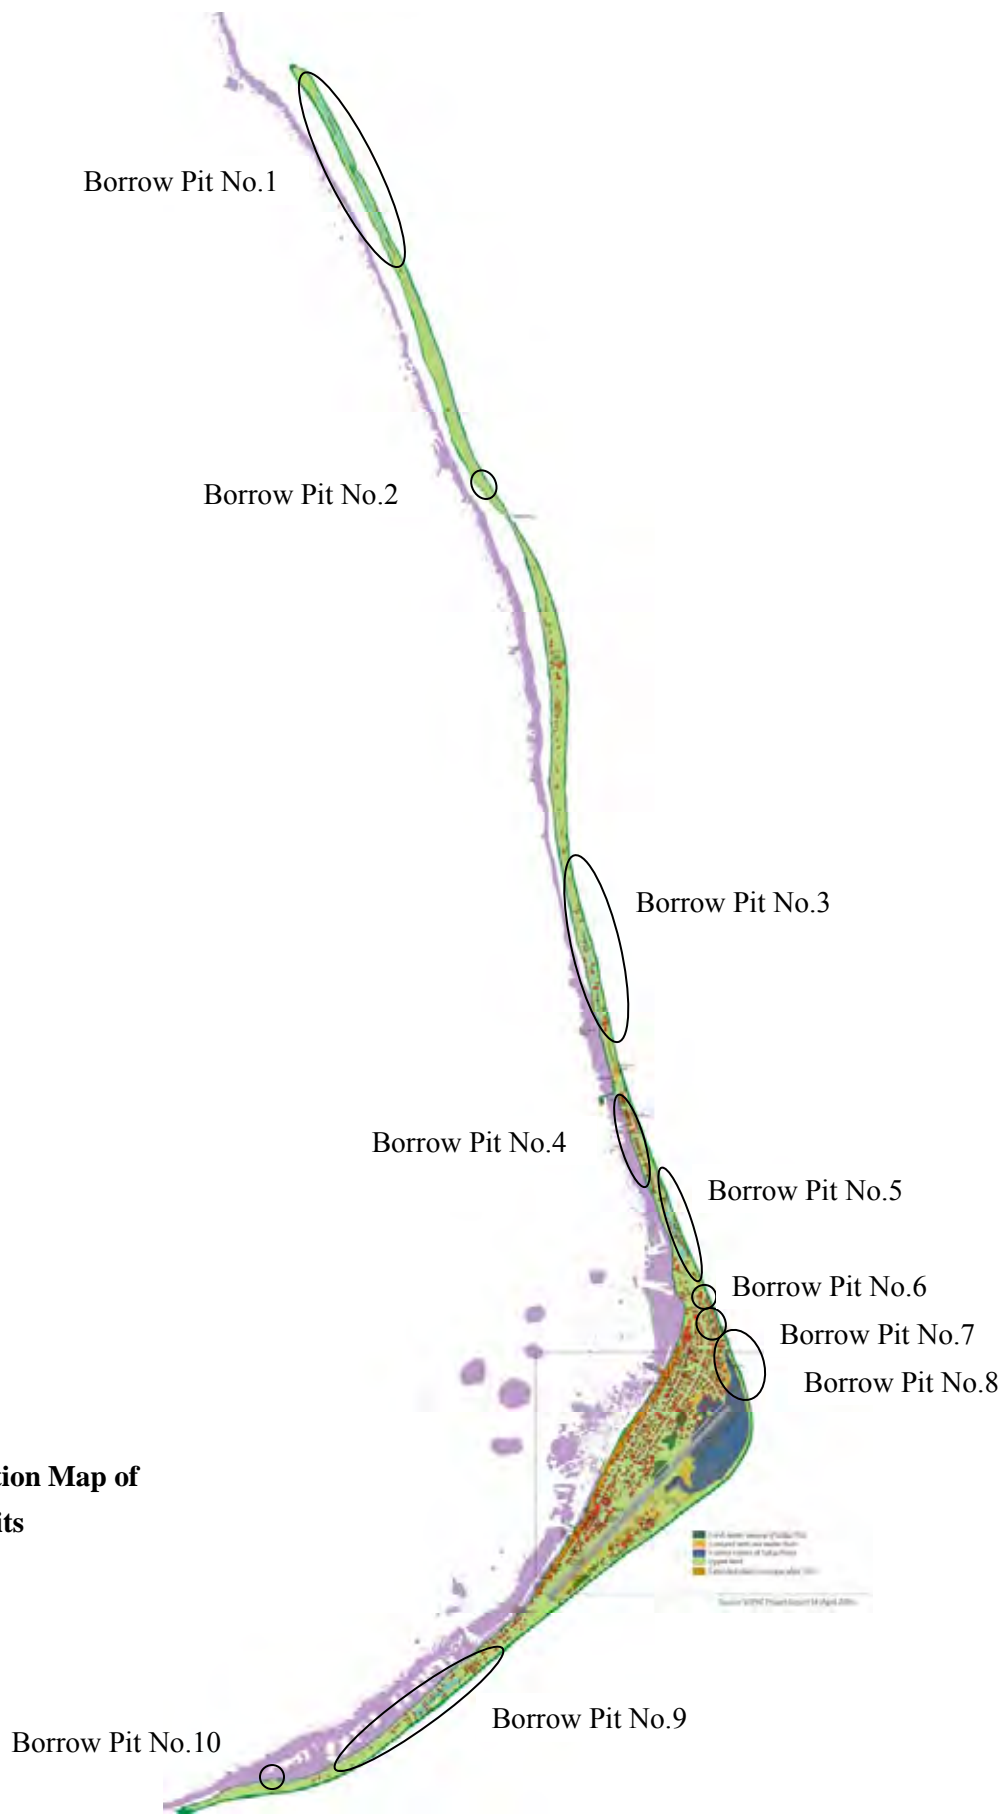 Borrow Pit No.1
Borrow Pit No.2
Borrow Pit No.3
Borrow Pit No.4
Borrow Pit No.5
Borrow Pit No.6
Borrow Pit No.7
Borrow Pit No.8
tion Map of
its
Borrow Pit No.9
Borrow Pit No.10